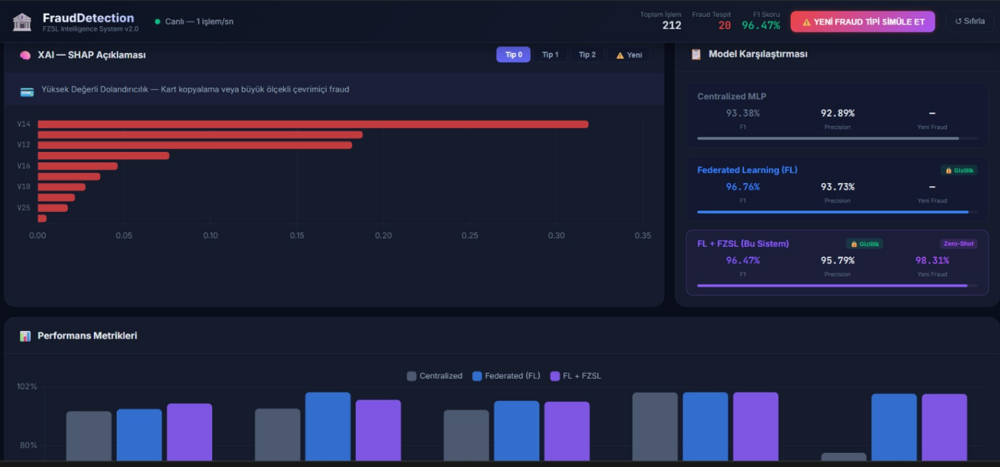 FraudDetection
FZSL Intelligence System v2.0
Canlı — 1 işlem/sn
Toplam İşlem
212
Fraud Tespit
20
F1 Skoru
96.47%
⚠ YENİ FRAUD TİPİ SİMÜLE ET
↺ Sıfırla
XAI — SHAP Açıklaması
Tip 0
Tip 1
Tip 2
⚠ Yeni
Yüksek Değerli Dolandırıcılık — Kart kopyalama veya büyük ölçekli çevrimiçi fraud
V14
V12
V16
V10
V25
0.00 0.05 0.10 0.15 0.20 0.25 0.30 0.35
Model Karşılaştırması
Centralized MLP
93.38% 92.89% —
F1 Precision Yeni Fraud
Federated Learning (FL) Gizlilik
96.76% 93.73% —
F1 Precision Yeni Fraud
FL + FZSL (Bu Sistem) Gizlilik Zero-Shot
96.47% 95.79% 98.31%
F1 Precision Yeni Fraud
Performans Metrikleri
Centralized Federated (FL) FL + FZSL
102%
80%